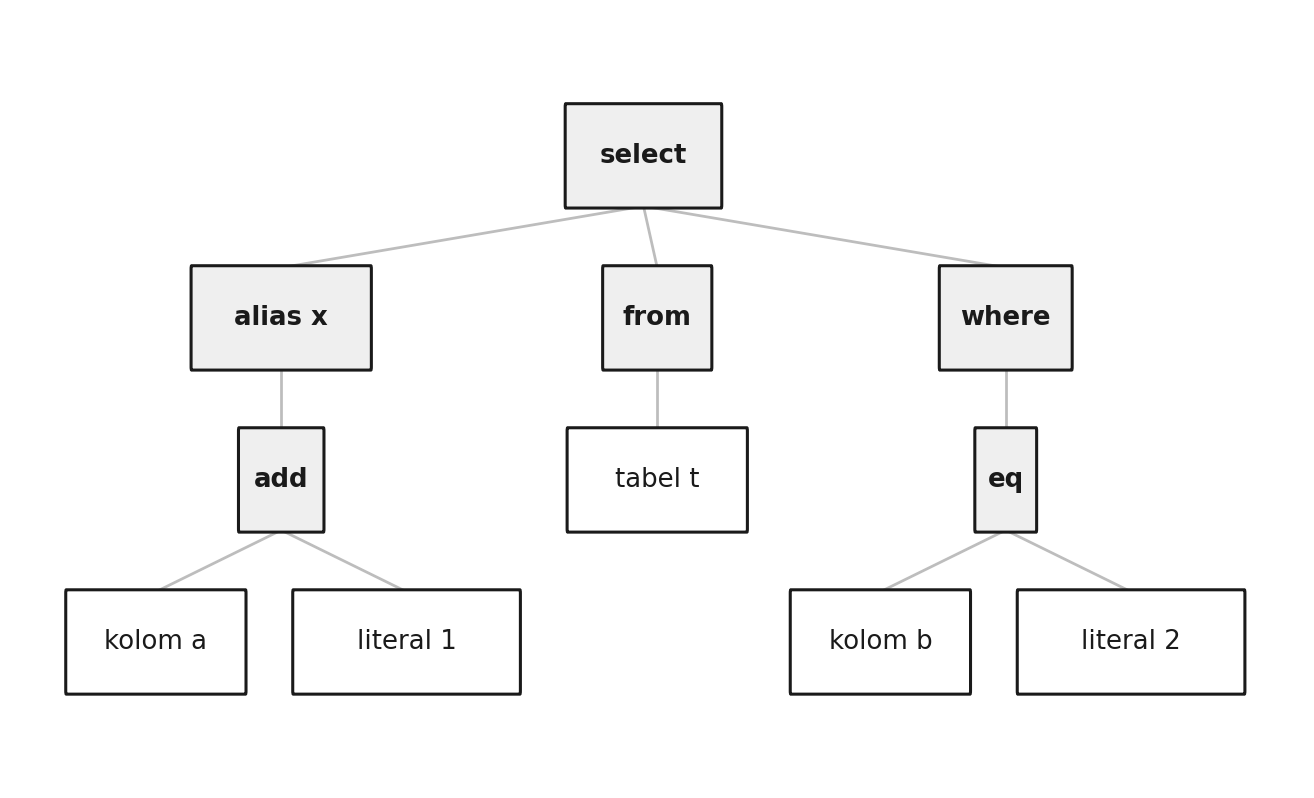 select
alias x
from
where
add
tabel t
eq
kolom a
literal 1
kolom b
literal 2